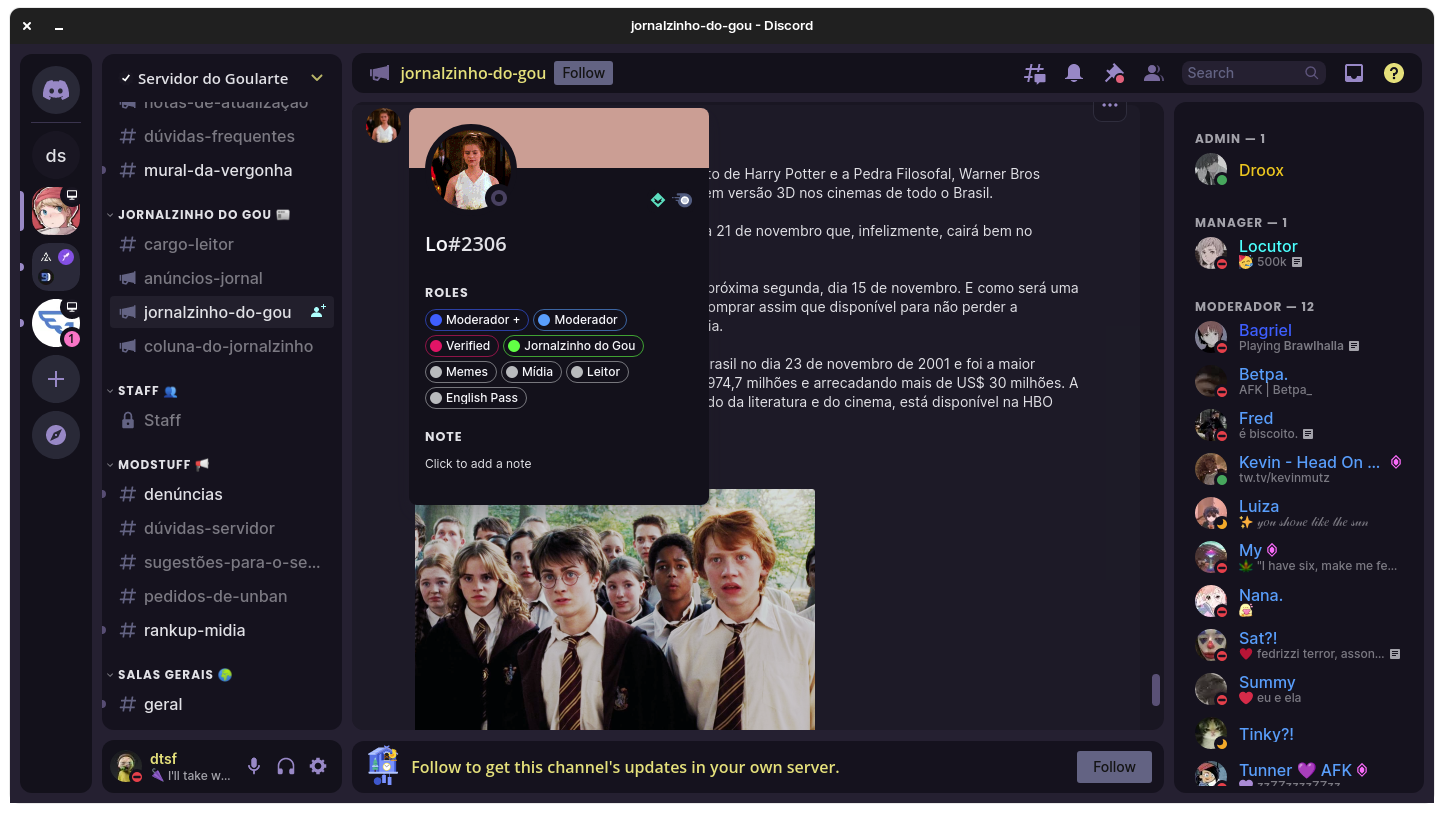 jornalzinho-do-gou - Discord
ds
1
Servidor do Goularte
notas-de-atualização
dúvidas-frequentes
mural-da-vergonha
JORNALZINHO DO GOU
cargo-leitor
anúncios-jornal
jornalzinho-do-gou
coluna-do-jornalzinho
STAFF
Staff
MODSTUFF
denúncias
dúvidas-servidor
sugestões-para-o-se...
pedidos-de-unban
rankup-midia
SALAS GERAIS
geral
dtsf
I'll take w...
jornalzinho-do-gou
Follow
Search
?
to de Harry Potter e a Pedra Filosofal, Warner Bros
em versão 3D nos cinemas de todo o Brasil.
a 21 de novembro que, infelizmente, cairá bem no
próxima segunda, dia 15 de novembro. E como será uma
omprar assim que disponível para não perder a
ia.
rasil no dia 23 de novembro de 2001 e foi a maior
974,7 milhões e arrecadando mais de US$ 30 milhões. A
do da literatura e do cinema, está disponível na HBO
Lo#2306
ROLES
Moderador +
Moderador
Verified
Jornalzinho do Gou
Memes
Mídia
Leitor
English Pass
NOTE
Click to add a note
Follow to get this channel's updates in your own server.
Follow
ADMIN — 1
Droox
MANAGER — 1
Locutor
500k
MODERADOR — 12
Bagriel
Playing Brawlhalla
Betpa.
AFK | Betpa_
Fred
é biscoito.
Kevin - Head On ...
tw.tv/kevinmutz
Luiza
𝓎𝑜𝓊 𝓈𝒽𝑜𝓃𝑒 𝓁𝒾𝓀𝑒 𝓉𝒽𝑒 𝓈𝓊𝓃
My
"I have six, make me fe...
Nana.
Sat?!
fedrizzi terror, asson...
Summy
eu e ela
Tinky?!
Tunner 💜 AFK